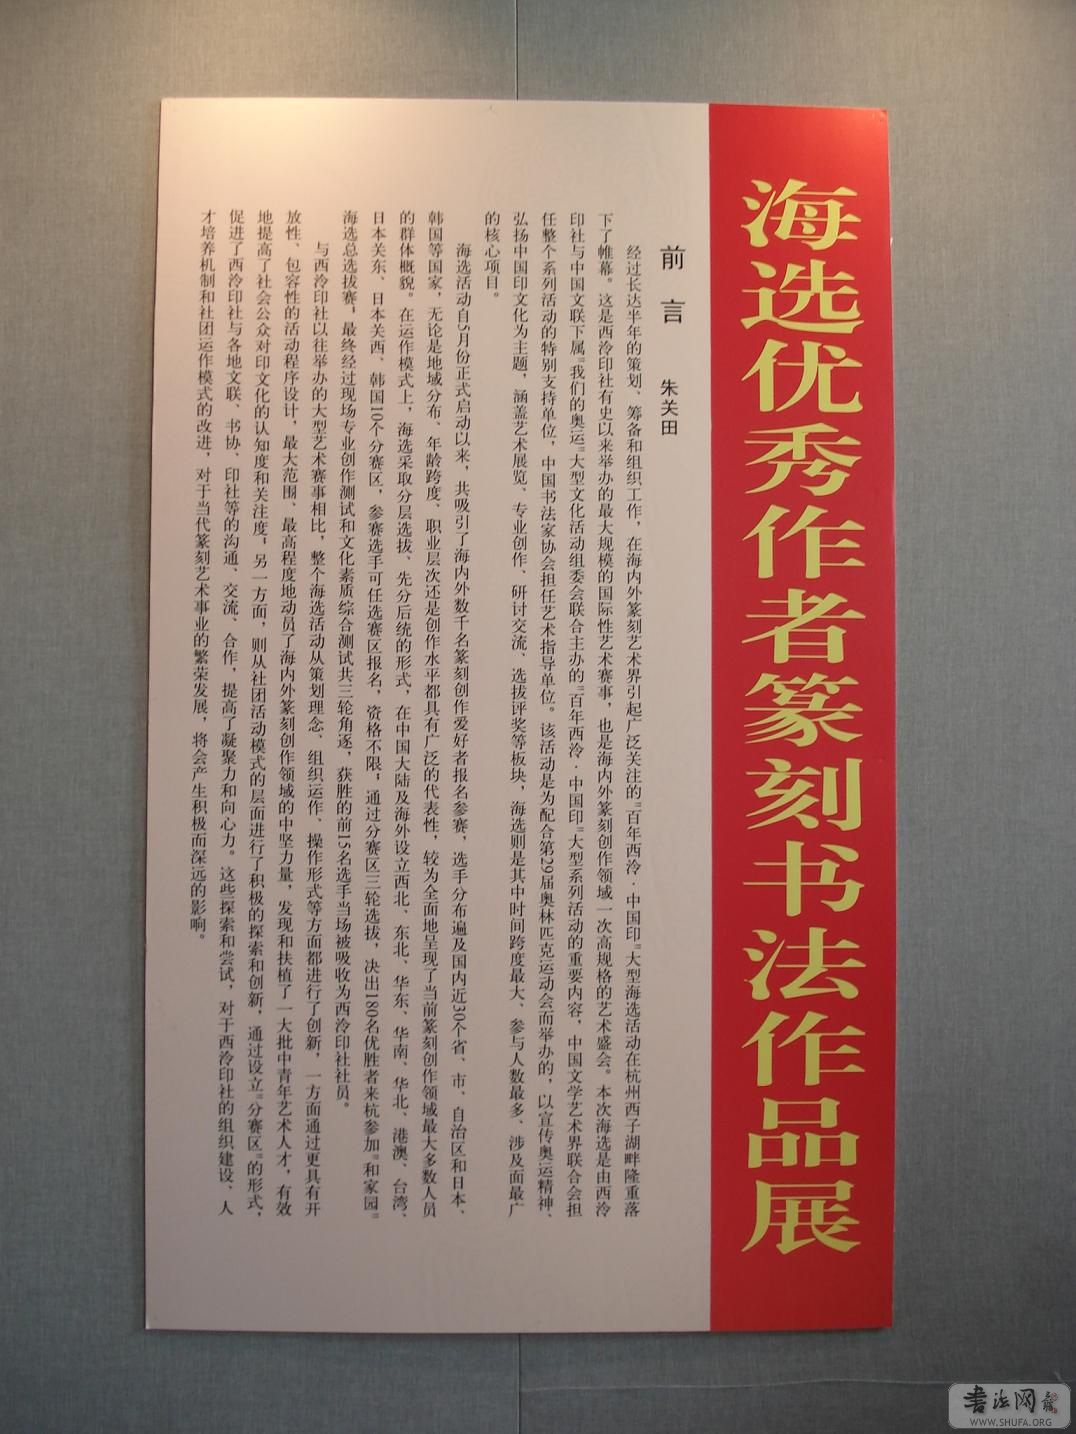 海选优秀作者篆刻书法作品展
前言 朱关田
经过长达半年的策划、筹备和组织工作，在海内外篆刻艺术界引起广泛关注的"百年西泠·中国印"大型海选活动在杭州西子湖畔隆重落
下了帷幕。这是西泠印社有史以来举办的最大规模的国际性艺术赛事，也是海内外篆刻创作领域一次高规格的艺术盛会。本次海选是由西泠
印社与中国文联下属"我们的奥运"大型文化活动组委会联合主办的"百年西泠·中国印"大型系列活动的重要内容，中国文学艺术界联合会担
任整个系列活动的特别支持单位，中国书法家协会担任艺术指导单位。该活动是为配合第29届奥林匹克运动会而举办的，以宣传奥运精神、
弘扬中国印文化为主题，涵盖艺术展览、专业创作、研讨交流、选拔评奖等板块，海选则是其中时间跨度最大、参与人数最多、涉及面最广
的核心项目。
海选活动自5月份正式启动以来，共吸引了海内外数千名篆刻创作爱好者报名参赛，选手分布遍及国内近30个省、市、自治区和日本、
韩国等国家，无论是地域分布、年龄跨度、职业层次还是创作水平都具有广泛的代表性，较为全面地呈现了当前篆刻创作领域最大多数人员
的群体概貌。在运作模式上，海选采取分层选拔、先分后统的形式，在中国大陆及海外设立西北、东北、华东、华南、华北、港澳、台湾、
日本关东、日本关西、韩国10个分赛区，参赛选手可任选赛区报名，资格不限，通过分赛区三轮选拔，决出180名优胜者来杭参加"和家园"
海选总选拔赛，最终经过现场专业创作测试和文化素质综合测试共三轮角逐，获胜的前15名选手当场被吸收为西泠印社社员。
与西泠印社以往举办的大型艺术赛事相比，整个海选活动从策划理念、组织运作、操作形式等方面都进行了创新，一方面通过更具有开
放性、包容性的活动程序设计，最大范围、最高程度地动员了海内外篆刻创作领域的中坚力量，发现和扶植了一大批中青年艺术人才，有效
地提高了社会公众对印文化的认知度和关注度；另一方面，则从社团活动模式的层面进行了积极的探索和创新，通过设立"分赛区"的形式，
促进了西泠印社与各地文联、书协、印社等的沟通、交流、合作，提高了凝聚力和向心力。这些探索和尝试，对于西泠印社的组织建设、人
才培养机制和社团运作模式的改进，对于当代篆刻艺术事业的繁荣发展，将会产生积极而深远的影响。
書法网
WWW.SHUFA.ORG